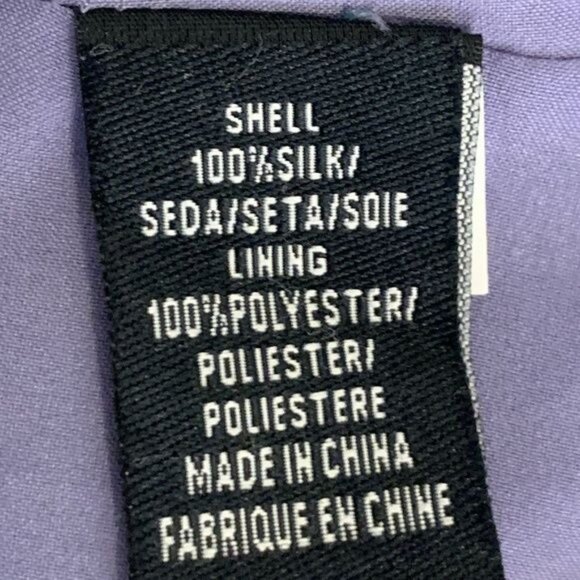 SHELL
100%SILK/
SEDA/SETA/SOIE
LINING
100%POLYESTER/
POLIESTER/
POLIESTERE
MADE IN CHINA
FABRIQUE EN CHINE